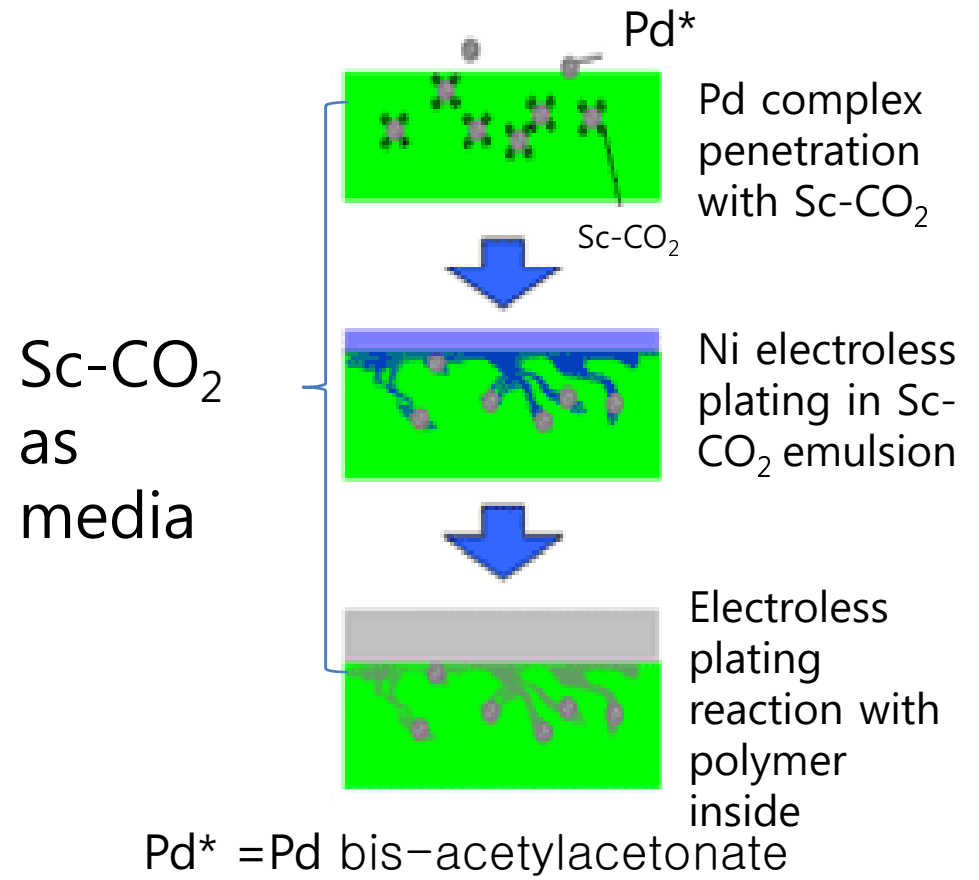 Pd*
Pd complex
penetration
with Sc-CO₂
Sc-CO₂
Sc-CO₂
as
media
Ni electroless
plating in Sc-
CO₂ emulsion
Electroless
plating
reaction with
polymer
inside
Pd* =Pd bis-acetylacetonate